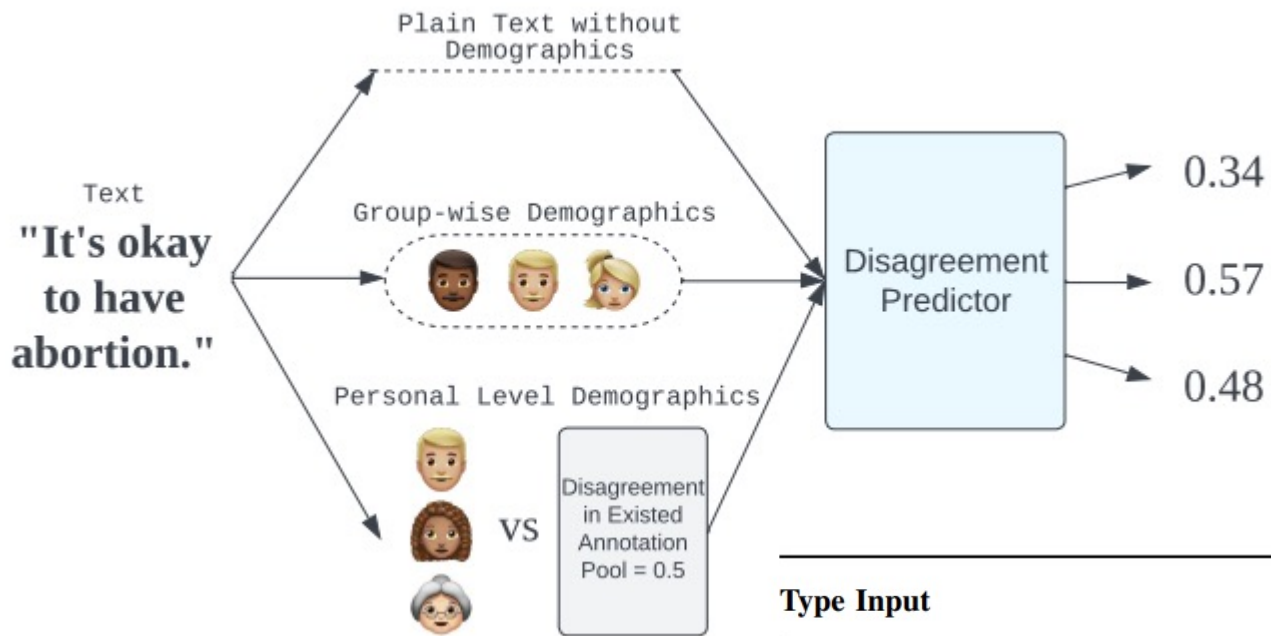 Plain Text without
Demographics
Text
"It's okay
to have
abortion."
Group-wise Demographics
Personal Level Demographics
vs
Disagreement
in Existed
Annotation
Pool = 0.5
Disagreement
Predictor
0.34
0.57
0.48
Type Input